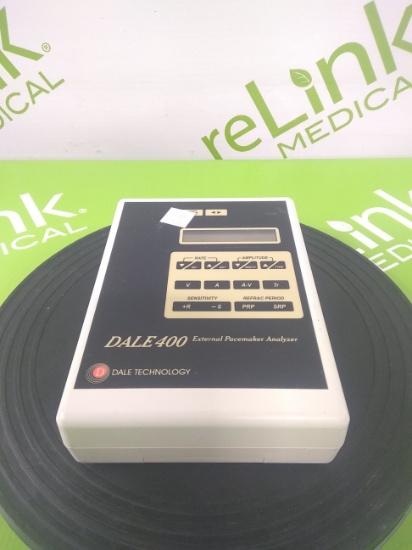 reLink
MEDICAL
RATE
AMPLITUDE
V
A
A-V
Tr
SENSITIVITY
REFRAC PERIOD
+R
- S
PRP
SRP
DALE 400 External Pacemaker Analyzer
D DALE TECHNOLOGY